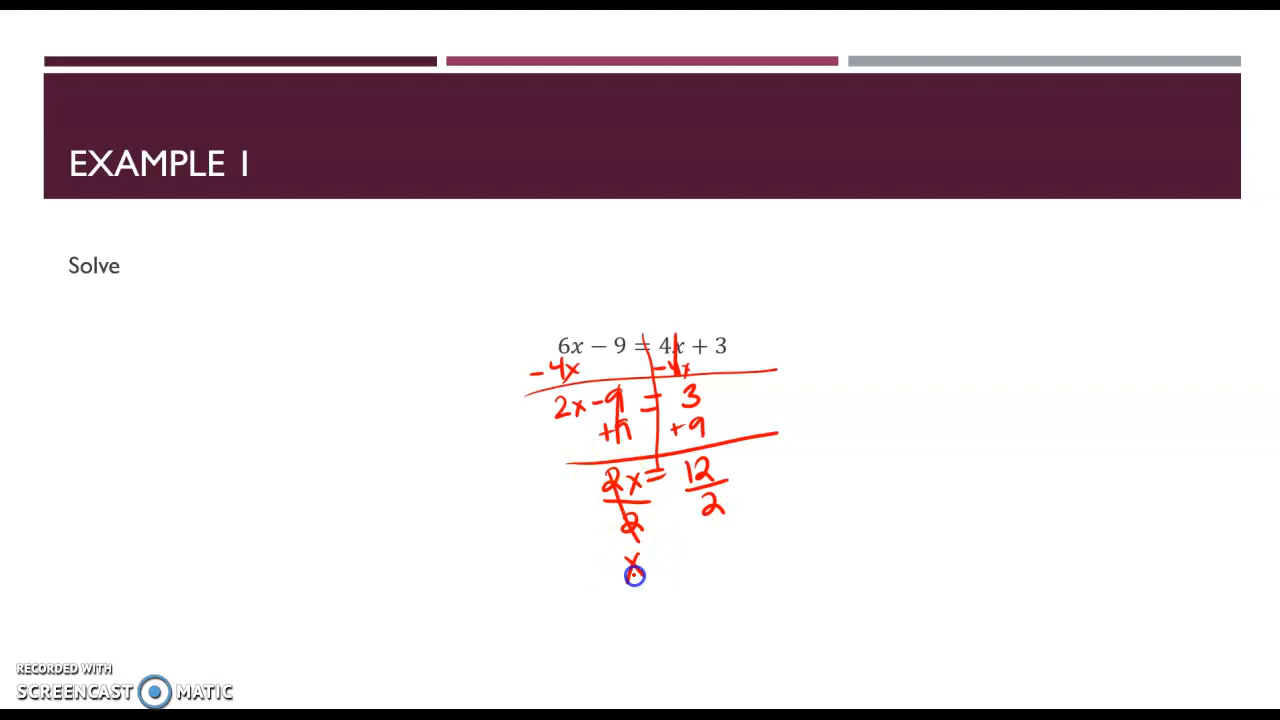 EXAMPLE 1
Solve
6x − 9 = 4x + 3
−4x −4x
2x − 9 = 3
+9 +9
2x = 12
2 2
x
RECORDED WITH
SCREENCAST MATIC